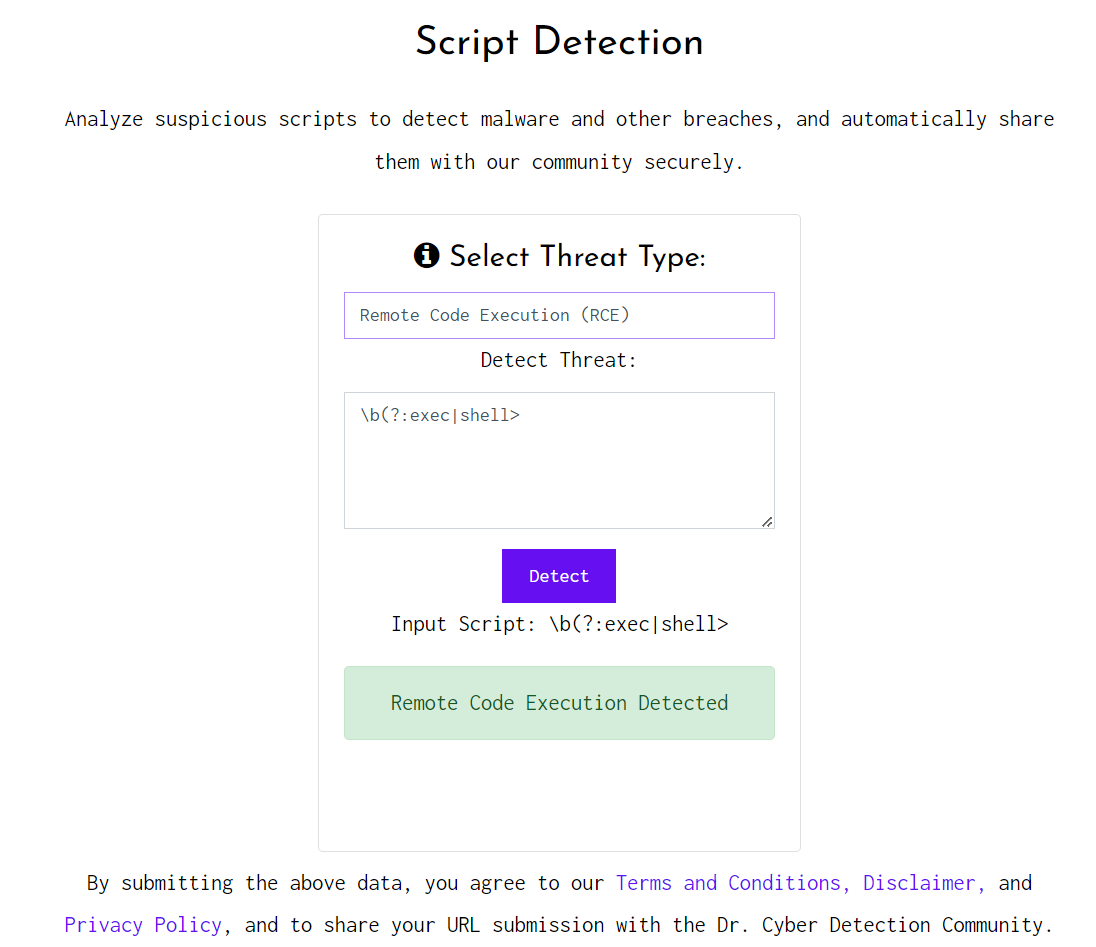 Script Detection
Analyze suspicious scripts to detect malware and other breaches, and automatically share
them with our community securely.
Select Threat Type:
Remote Code Execution (RCE)
Detect Threat:
\b(?:exec|shell>
Detect
Input Script: \b(?:exec|shell>
Remote Code Execution Detected
By submitting the above data, you agree to our Terms and Conditions, Disclaimer, and
Privacy Policy, and to share your URL submission with the Dr. Cyber Detection Community.